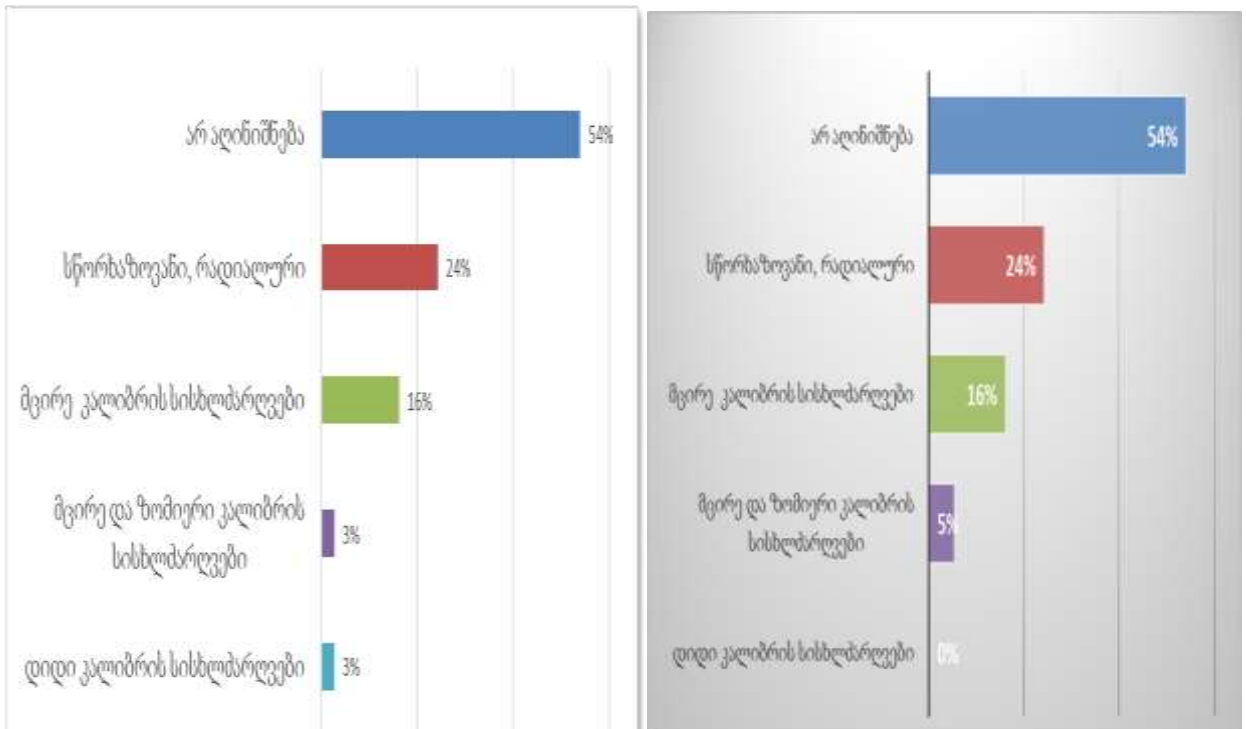 არ აღინიშნება
54%
სწორხაზოვანი, რადიალური
24%
მცირე კალიბრის სისხლძარღვები
16%
მცირე და ზომიერი კალიბრის
სისხლძარღვები
3%
დიდი კალიბრის სისხლძარღვები
3%
არ აღინიშნება
54%
სწორხაზოვანი, რადიალური
24%
მცირე კალიბრის სისხლძარღვები
16%
მცირე და ზომიერი კალიბრის
სისხლძარღვები
5%
დიდი კალიბრის სისხლძარღვები
0%